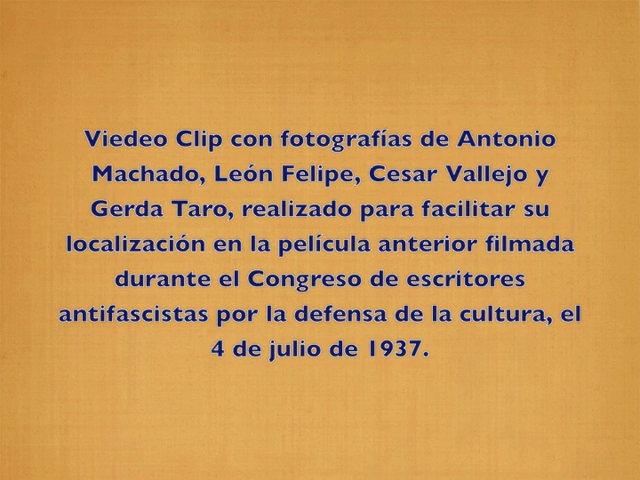 Viedeo Clip con fotografías de Antonio
Machado, León Felipe, Cesar Vallejo y
Gerda Taro, realizado para facilitar su
localización en la película anterior filmada
durante el Congreso de escritores
antifascistas por la defensa de la cultura, el
4 de julio de 1937.